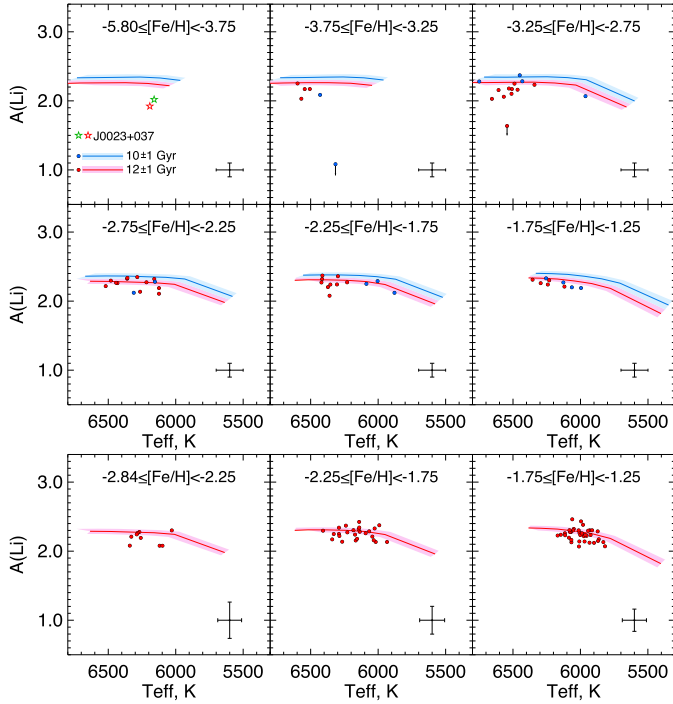 -5.80≤[Fe/H]<-3.75
-3.75≤[Fe/H]<-3.25
-3.25≤[Fe/H]<-2.75
3.0
2.0
1.0
A(Li)
J0023+037
10±1 Gyr
12±1 Gyr
-2.75≤[Fe/H]<-2.25
-2.25≤[Fe/H]<-1.75
-1.75≤[Fe/H]<-1.25
3.0
2.0
1.0
A(Li)
6500 6000 5500 6500 6000 5500 6500 6000 5500
Teff, K Teff, K Teff, K
-2.84≤[Fe/H]<-2.25
-2.25≤[Fe/H]<-1.75
-1.75≤[Fe/H]<-1.25
3.0
2.0
1.0
A(Li)
6500 6000 5500 6500 6000 5500 6500 6000 5500
Teff, K Teff, K Teff, K